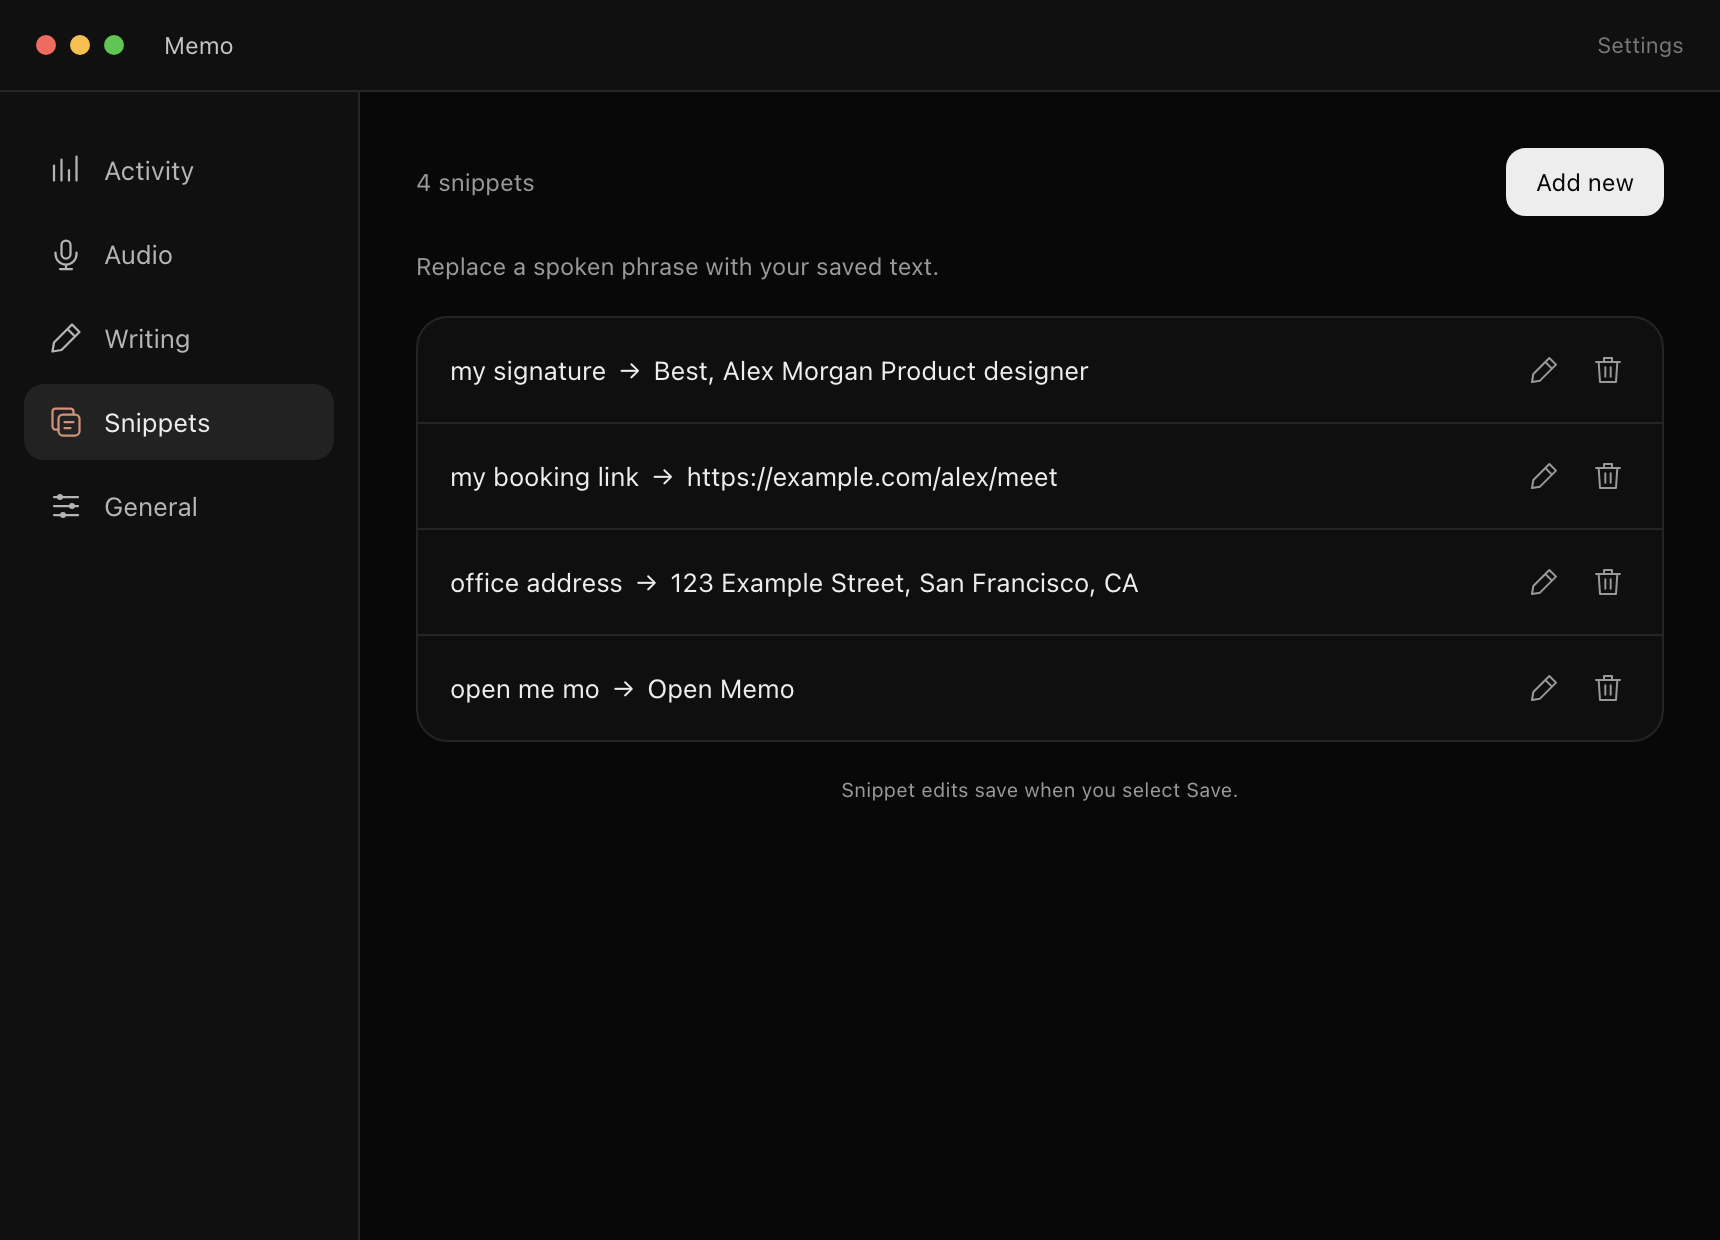 Memo
Settings
Activity
Audio
Writing
Snippets
General
4 snippets
Add new
Replace a spoken phrase with your saved text.
my signature → Best, Alex Morgan Product designer
my booking link → https://example.com/alex/meet
office address → 123 Example Street, San Francisco, CA
open me mo → Open Memo
Snippet edits save when you select Save.